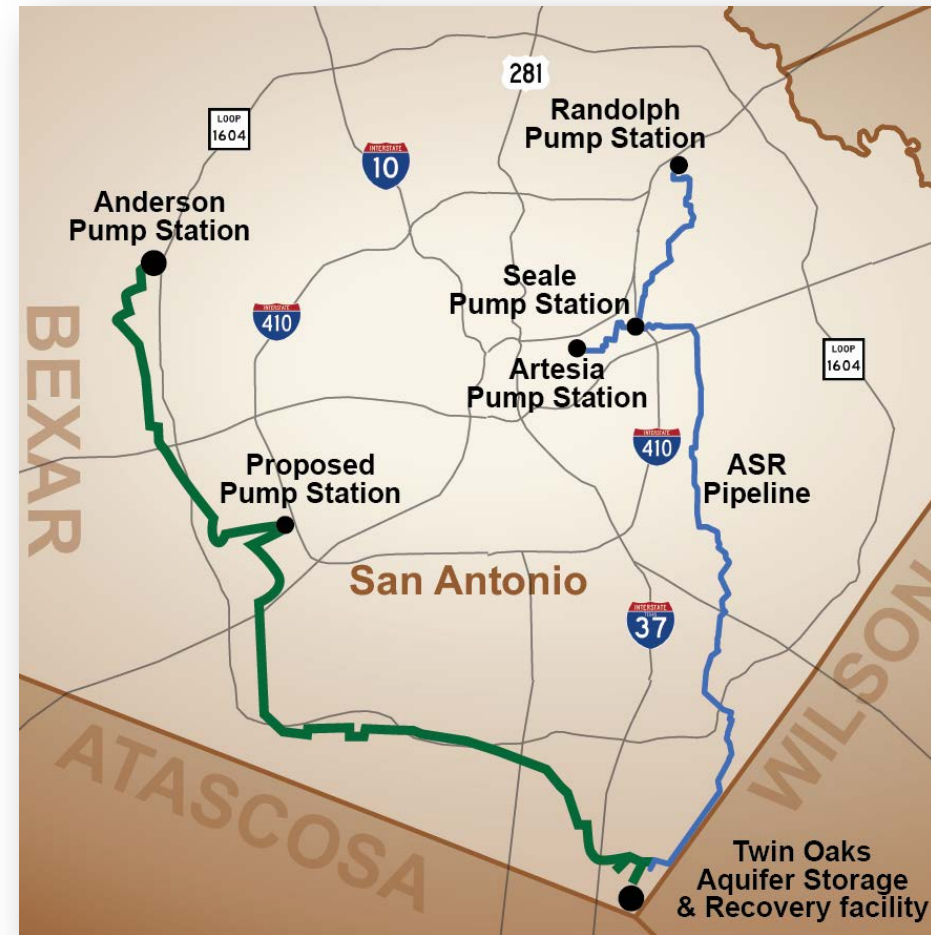 281
Randolph
Pump Station
LOOP
1604
INTERSTATE
10
Anderson
Pump Station
Seale
Pump Station
INTERSTATE
410
BEXAR
Artesia
Pump Station
LOOP
1604
INTERSTATE
410
ASR
Pipeline
Proposed
Pump Station
San Antonio
INTERSTATE
TEXAS
37
WILSON
ATASCOSA
Twin Oaks
Aquifer Storage
& Recovery facility